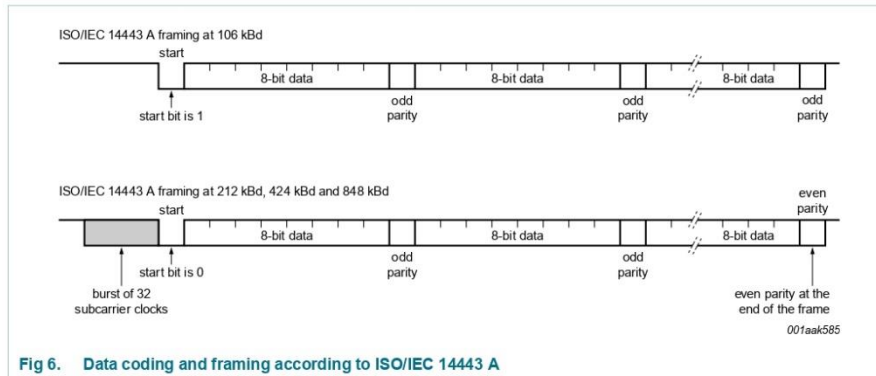 ISO/IEC 14443 A framing at 106 kBd
start
8-bit data
8-bit data
8-bit data
start bit is 1
odd
parity
odd
parity
odd
parity
ISO/IEC 14443 A framing at 212 kBd, 424 kBd and 848 kBd
even
parity
start
8-bit data
8-bit data
8-bit data
start bit is 0
odd
parity
odd
parity
burst of 32
subcarrier clocks
even parity at the
end of the frame
001aak585
Fig 6. Data coding and framing according to ISO/IEC 14443 A